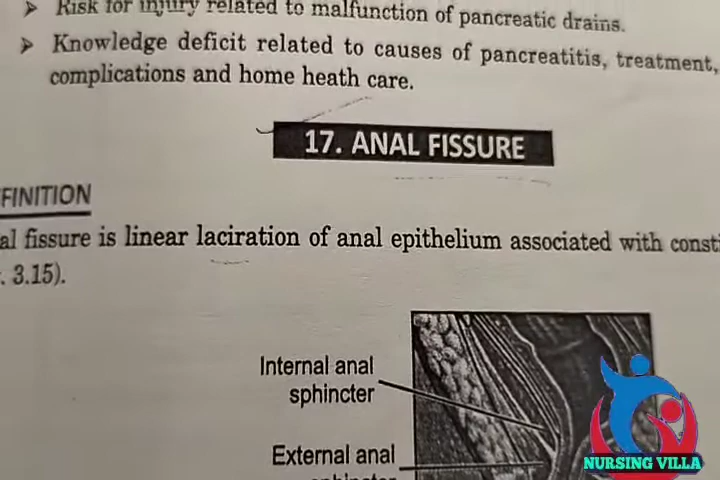 ➤ Risk for injury related to malfunction of pancreatic drains.
➤ Knowledge deficit related to causes of pancreatitis, treatment,
complications and home heath care.
17. ANAL FISSURE
FINITION
al fissure is linear laciration of anal epithelium associated with consti
. 3.15).
Internal anal
sphincter
External anal
sphincter
NURSING VILLA